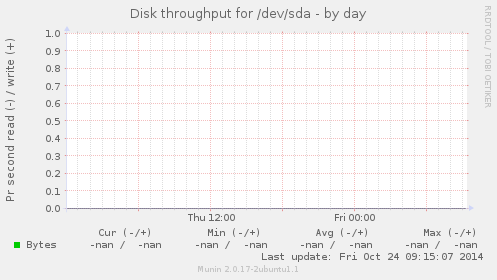 Disk throughput for /dev/sda - by day
RRDTOOL / TOBI OETIKER
Pr second read (-) / write (+)
1.0
0.9
0.8
0.7
0.6
0.5
0.4
0.3
0.2
0.1
0.0
Thu 12:00 Fri 00:00
Cur (-/+) Min (-/+) Avg (-/+) Max (-/+)
Bytes -nan / -nan -nan / -nan -nan / -nan -nan / -nan
Last update: Fri Oct 24 09:15:07 2014
Munin 2.0.17-2ubuntu1.1